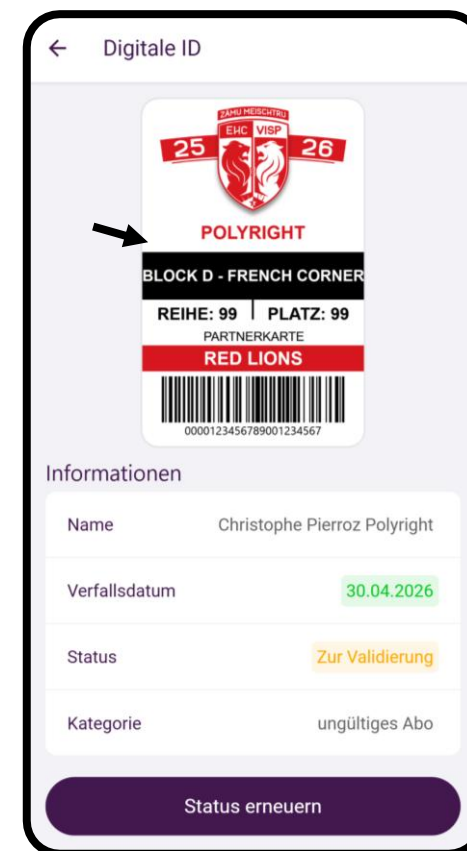 Digitale ID
ZÄMU MEISCHTRU
EHC VISP
25 26
POLYRIGHT
BLOCK D - FRENCH CORNER
REIHE: 99 PLATZ: 99
PARTNERKARTE
RED LIONS
0000123456789001234567
Informationen
Name Christophe Pierroz Polyright
Verfallsdatum 30.04.2026
Status Zur Validierung
Kategorie ungültiges Abo
Status erneuern